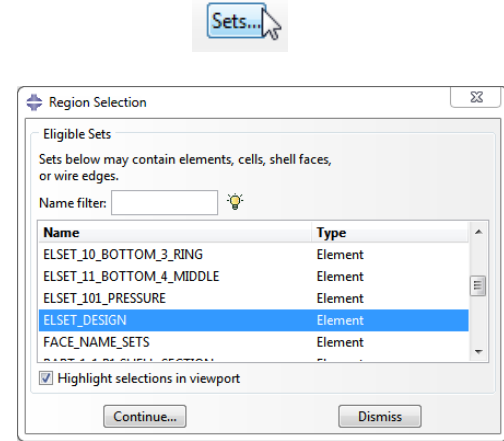 Sets...
Region Selection
Eligible Sets
Sets below may contain elements, cells, shell faces,
or wire edges.
Name filter:
Name Type
ELSET_10_BOTTOM_3_RING Element
ELSET_11_BOTTOM_4_MIDDLE Element
ELSET_101_PRESSURE Element
ELSET_DESIGN Element
FACE_NAME_SETS Element
Highlight selections in viewport
Continue... Dismiss